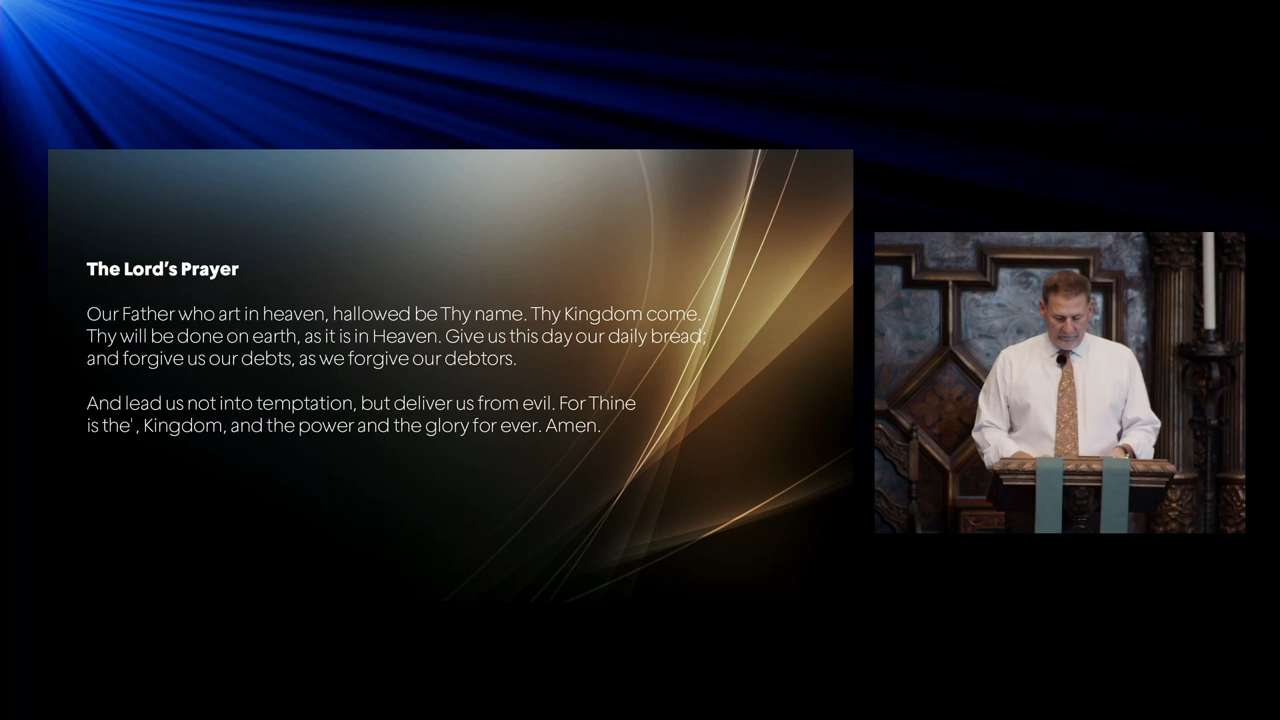 The Lord's Prayer
Our Father who art in heaven, hallowed be Thy name. Thy Kingdom come.
Thy will be done on earth, as it is in Heaven. Give us this day our daily bread;
and forgive us our debts, as we forgive our debtors.
And lead us not into temptation, but deliver us from evil. For Thine
is the' , Kingdom, and the power and the glory for ever. Amen.